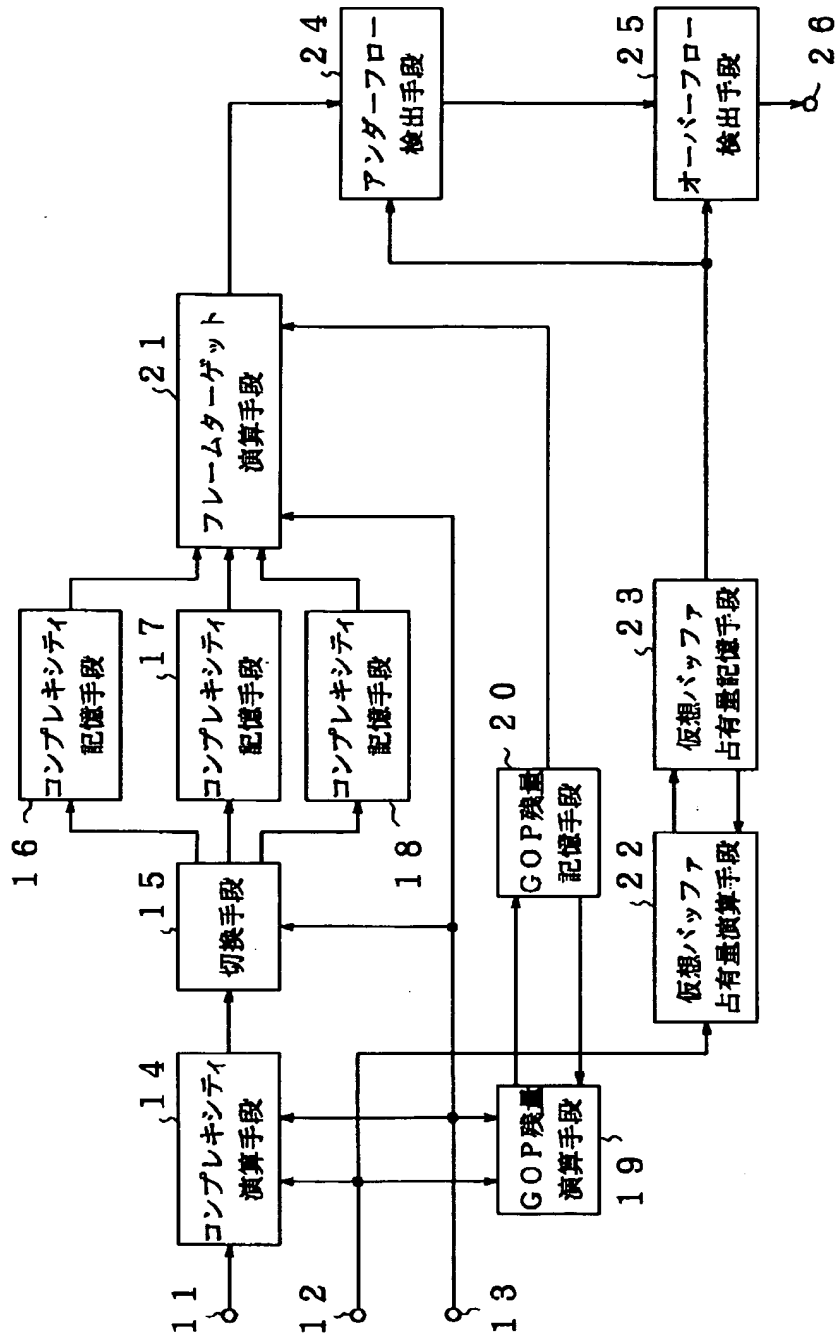 11
12
13
14
コンプレキシティ
演算手段
15
切換手段
16
コンプレキシティ
記憶手段
17
コンプレキシティ
記憶手段
18
コンプレキシティ
記憶手段
19
GOP残量
演算手段
20
GOP残量
記憶手段
21
フレームターゲット
演算手段
22
仮想バッファ
占有量演算手段
23
仮想バッファ
占有量記憶手段
24
アンダーフロー
検出手段
25
オーバーフロー
検出手段
26